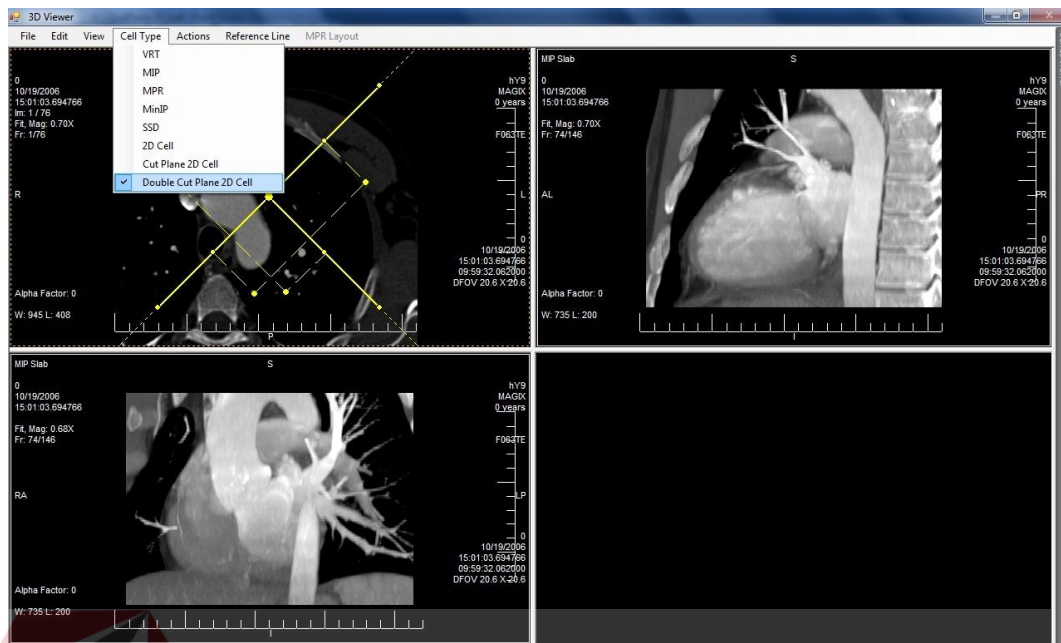 3D Viewer
File Edit View Cell Type Actions Reference Line MPR Layout
VRT
MIP
MPR
MinIP
SSD
2D Cell
Cut Plane 2D Cell
Double Cut Plane 2D Cell
0
10/19/2006
15:01:03.694766
Im: 1 / 76
Fit, Mag: 0.70X
Fr: 1/76
R
L
Alpha Factor: 0
W: 945 L: 408
P
hY9
MAGIX
0 years
F063TE
0
10/19/2006
15:01:03.694766
09:59:32.062000
DFOV 20.6 X 20.6
MIP Slab
S
0
10/19/2006
15:01:03.694766
Fit, Mag: 0.70X
Fr: 74/146
AL
PR
Alpha Factor: 0
W: 735 L: 200
I
hY9
MAGIX
0 years
F063TE
0
10/19/2006
15:01:03.694766
09:59:32.062000
DFOV 20.6 X 20.6
MIP Slab
S
0
10/19/2006
15:01:03.694766
Fit, Mag: 0.68X
Fr: 74/146
RA
LP
Alpha Factor: 0
W: 735 L: 200
I
hY9
MAGIX
0 years
F063TE
0
10/19/2006
15:01:03.694766
09:59:32.062000
DFOV 20.6 X 20.6